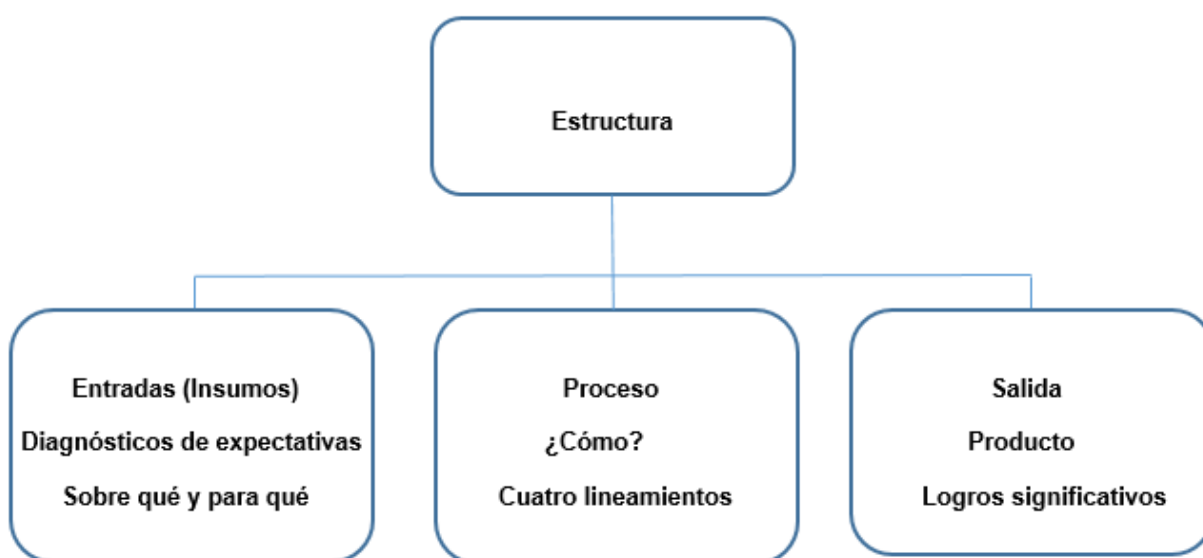 Estructura
Entradas (Insumos)
Diagnósticos de expectativas
Sobre qué y para qué
Proceso
¿Cómo?
Cuatro lineamientos
Salida
Producto
Logros significativos